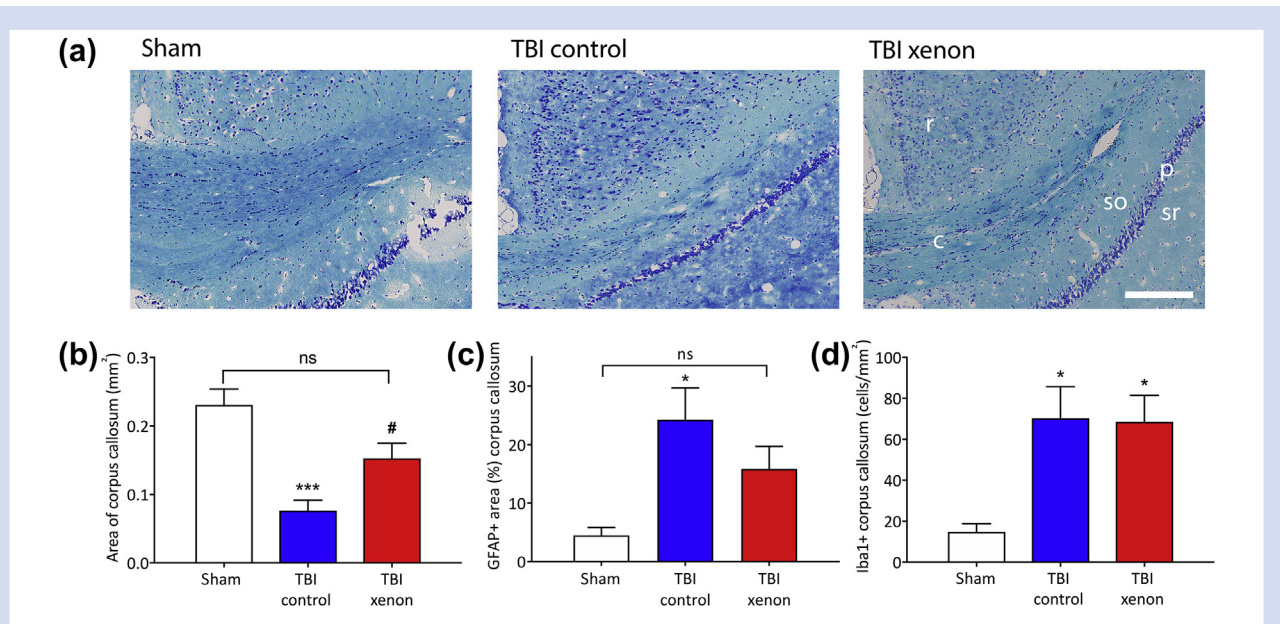 (a)
Sham
TBI control
TBI xenon
r
c
so
p
sr
(b)
Area of corpus callosum (mm²)
0.3
0.2
0.1
0.0
ns
***
#
Sham
TBI
control
TBI
xenon
(c)
GFAP+ area (%) corpus callosum
30
20
10
0
ns
*
Sham
TBI
control
TBI
xenon
(d)
Iba1+ corpus callosum (cells/mm²)
100
80
60
40
20
0
*
*
Sham
TBI
control
TBI
xenon